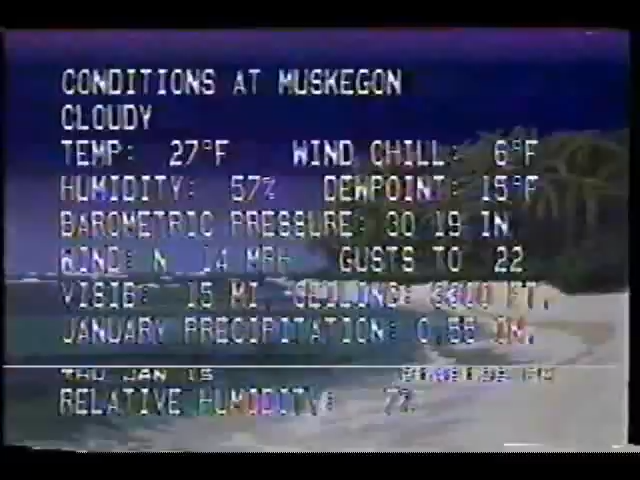 CONDITIONS AT MUSKEGON
CLOUDY
TEMP: 27°F WIND CHILL: 6°F
HUMIDITY: 57% DEWPOINT: 15°F
BAROMETRIC PRESSURE: 30.19 IN.
WIND: N 14 MPH GUSTS TO 22
VISIB: 15 MI. CEILING: FT.
JANUARY PRECIPITATION: 0.55 IN.
THU JAN 15
RELATIVE HUMIDITY: